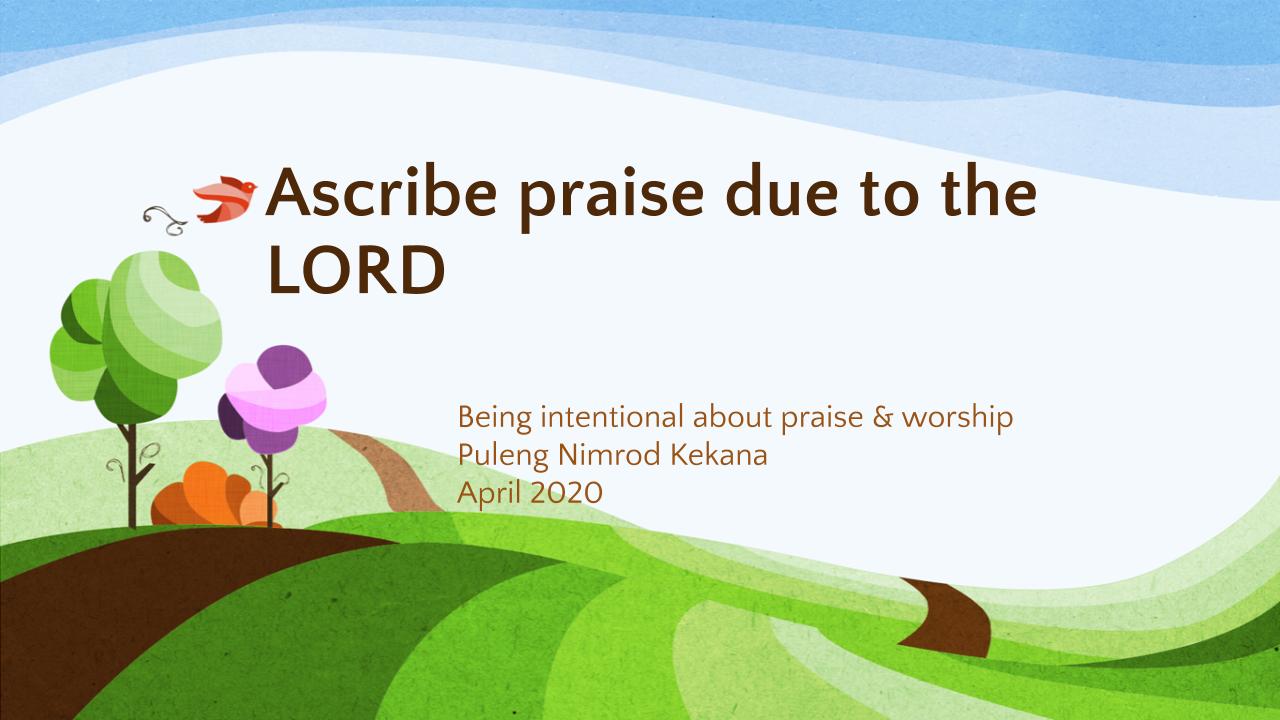 Ascribe praise due to the
LORD
Being intentional about praise & worship
Puleng Nimrod Kekana
April 2020